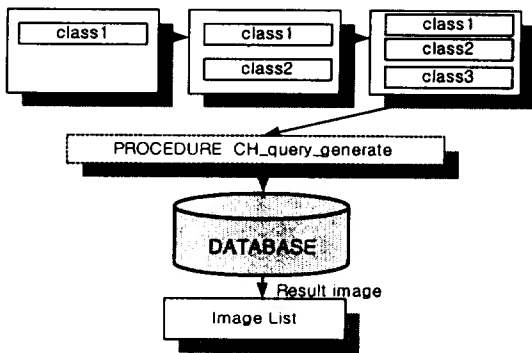 class1
class1
class2
class1
class2
class3
PROCEDURE CH_query_generate
DATABASE
Result image
Image List